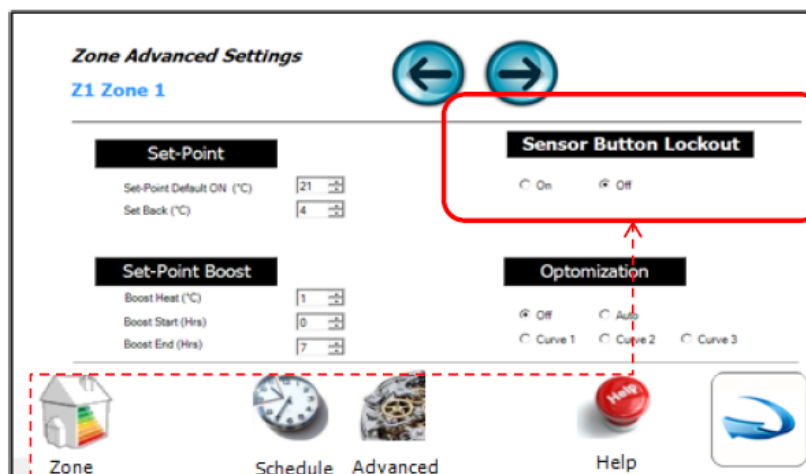 Zone Advanced Settings
Z1 Zone 1
Set-Point
Set-Point Default ON (°C) 21
Set Back (°C) 4
Sensor Button Lockout
On Off
Set-Point Boost
Boost Heat (°C) 1
Boost Start (Hrs) 0
Boost End (Hrs) 7
Optomization
Off Auto
Curve 1 Curve 2 Curve 3
Help
Zone Schedule Advanced Help